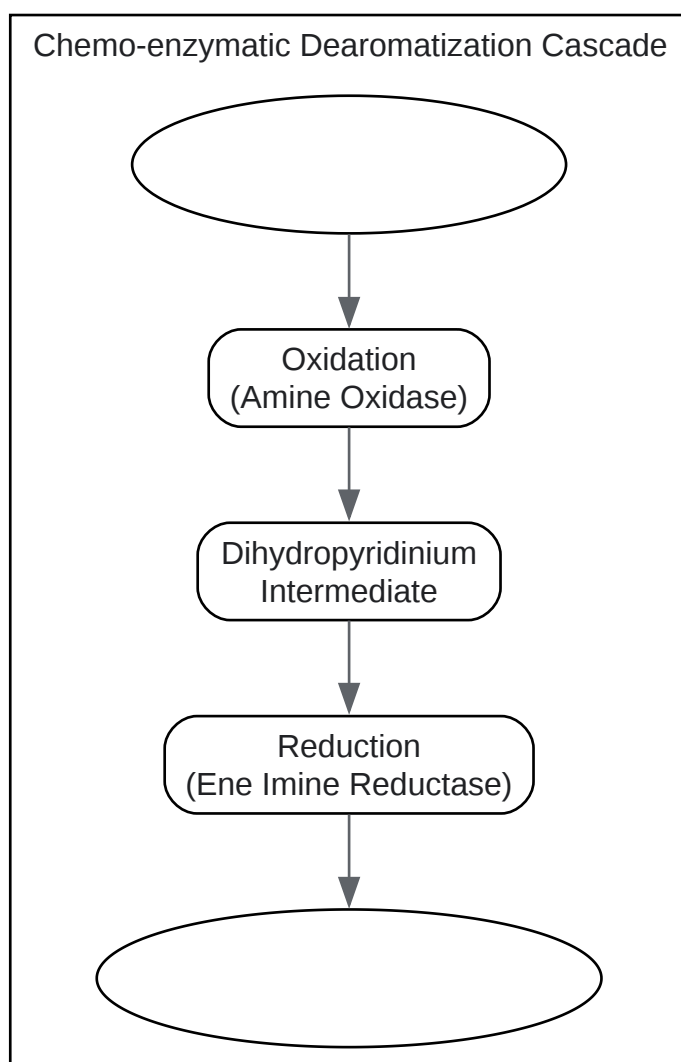 Chemo-enzymatic Dearomatization Cascade
Oxidation
(Amine Oxidase)
Dihydropyridinium
Intermediate
Reduction
(Ene Imine Reductase)